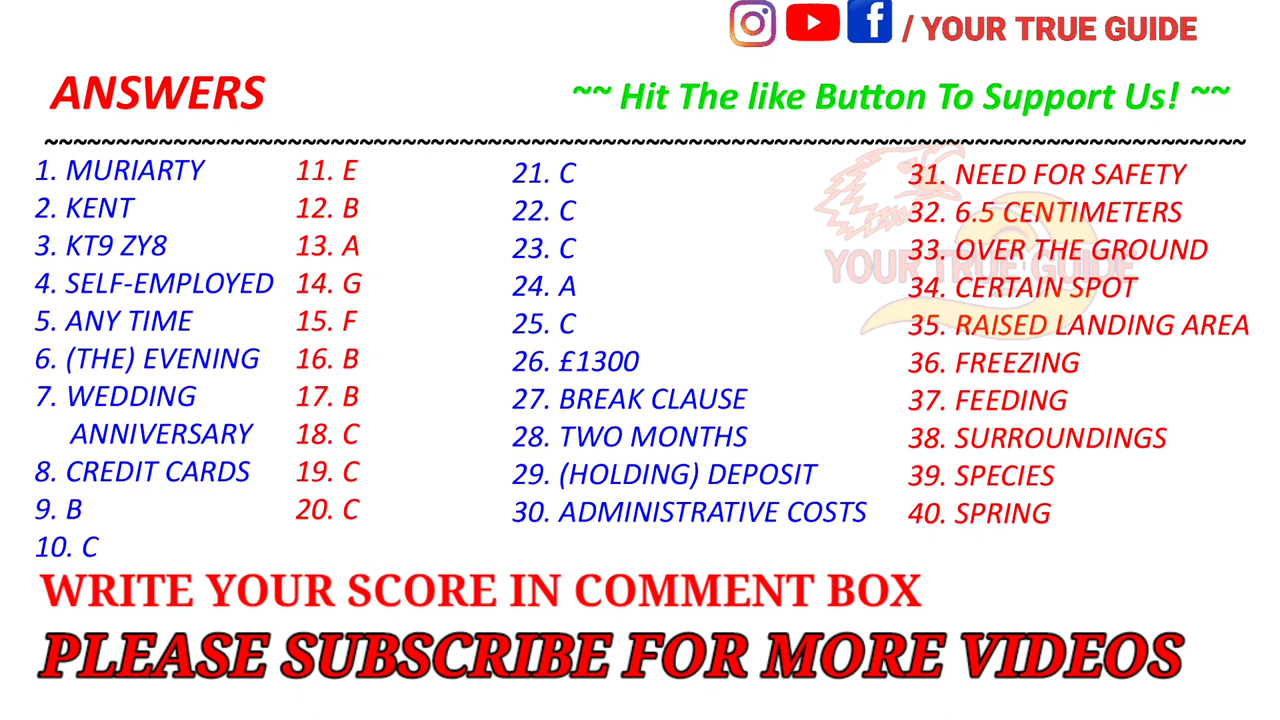 / YOUR TRUE GUIDE
ANSWERS
~~ Hit The like Button To Support Us! ~~
1. MURIARTY
2. KENT
3. KT9 ZY8
4. SELF-EMPLOYED
5. ANY TIME
6. (THE) EVENING
7. WEDDING
ANNIVERSARY
8. CREDIT CARDS
9. B
10. C
11. E
12. B
13. A
14. G
15. F
16. B
17. B
18. C
19. C
20. C
21. C
22. C
23. C
24. A
25. C
26. £1300
27. BREAK CLAUSE
28. TWO MONTHS
29. (HOLDING) DEPOSIT
30. ADMINISTRATIVE COSTS
31. NEED FOR SAFETY
32. 6.5 CENTIMETERS
33. OVER THE GROUND
34. CERTAIN SPOT
35. RAISED LANDING AREA
36. FREEZING
37. FEEDING
38. SURROUNDINGS
39. SPECIES
40. SPRING
YOUR TRUE GUIDE
WRITE YOUR SCORE IN COMMENT BOX
PLEASE SUBSCRIBE FOR MORE VIDEOS